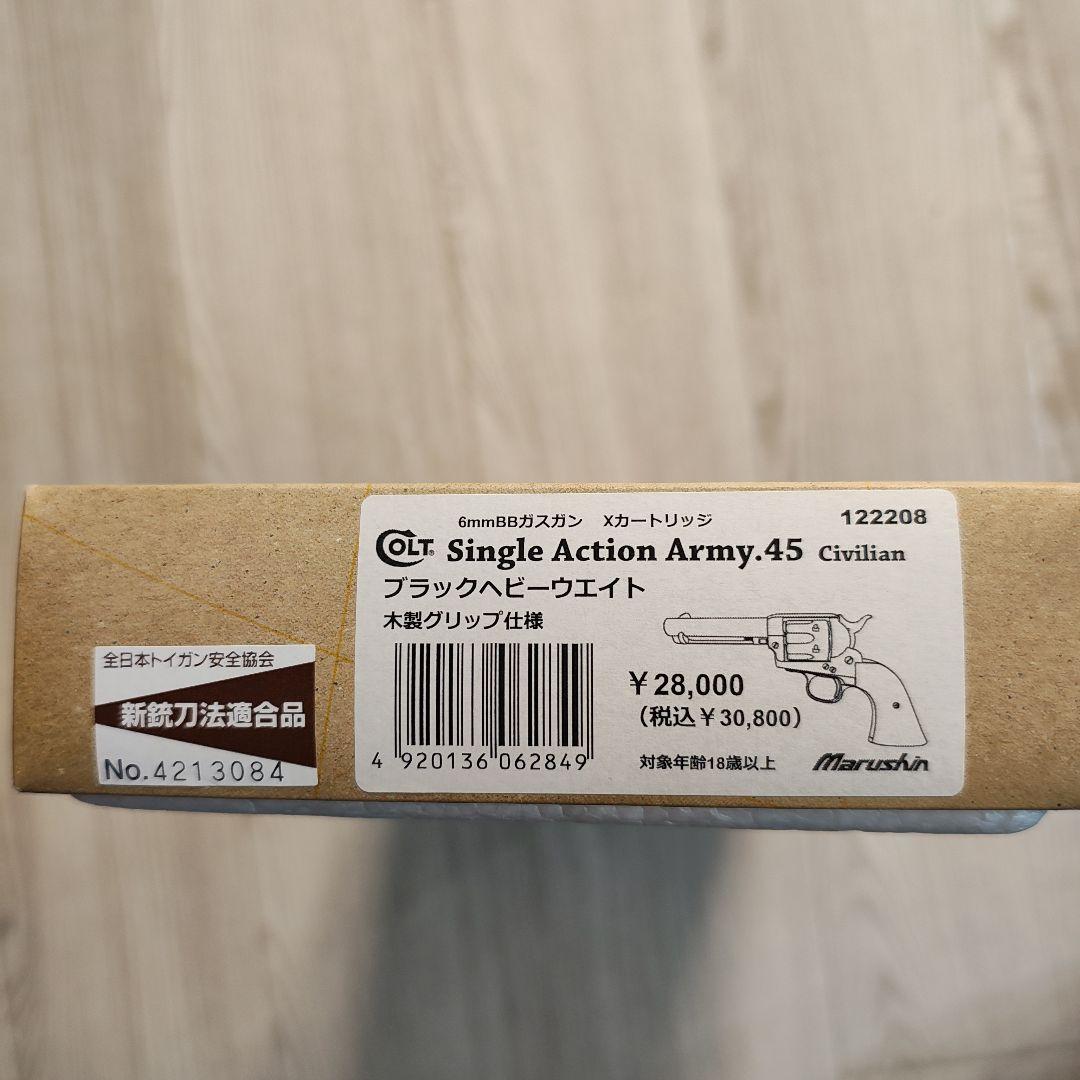 6mmBBガスガン Xカートリッジ
122208
COLT® Single Action Army.45 Civilian
ブラックヘビーウエイト
木製グリップ仕様
¥28,000
(税込¥30,800)
4 920136 062849
対象年齢18歳以上
Marushin
全日本トイガン安全協会
新銃刀法適合品
No.4213084